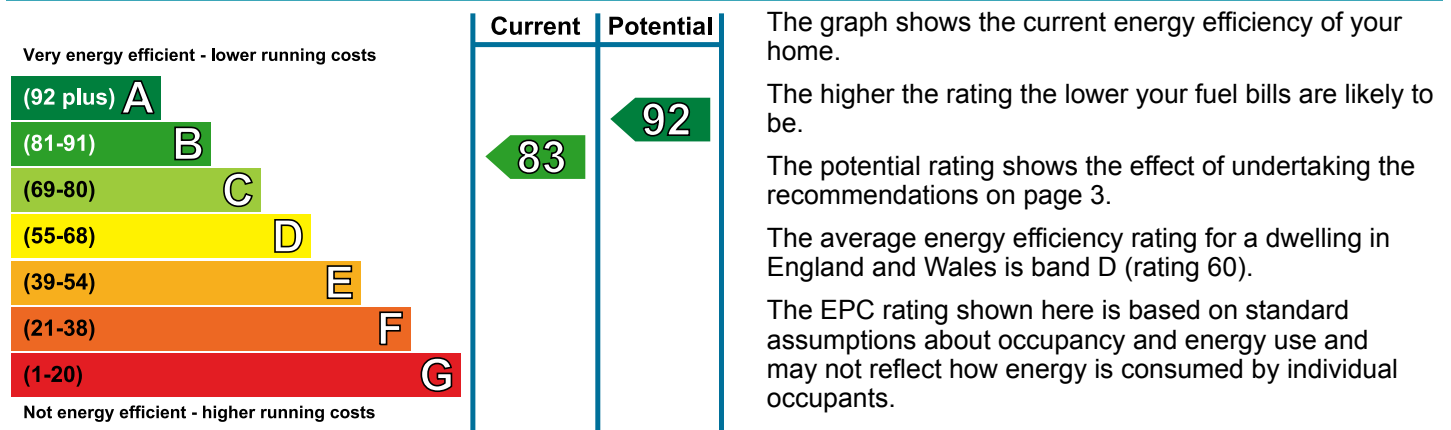 Current Potential
Very energy efficient - lower running costs
(92 plus) A
(81-91) B
(69-80) C
(55-68) D
(39-54) E
(21-38) F
(1-20) G
Not energy efficient - higher running costs
83
92
The graph shows the current energy efficiency of your
home.
The higher the rating the lower your fuel bills are likely to
be.
The potential rating shows the effect of undertaking the
recommendations on page 3.
The average energy efficiency rating for a dwelling in
England and Wales is band D (rating 60).
The EPC rating shown here is based on standard
assumptions about occupancy and energy use and
may not reflect how energy is consumed by individual
occupants.